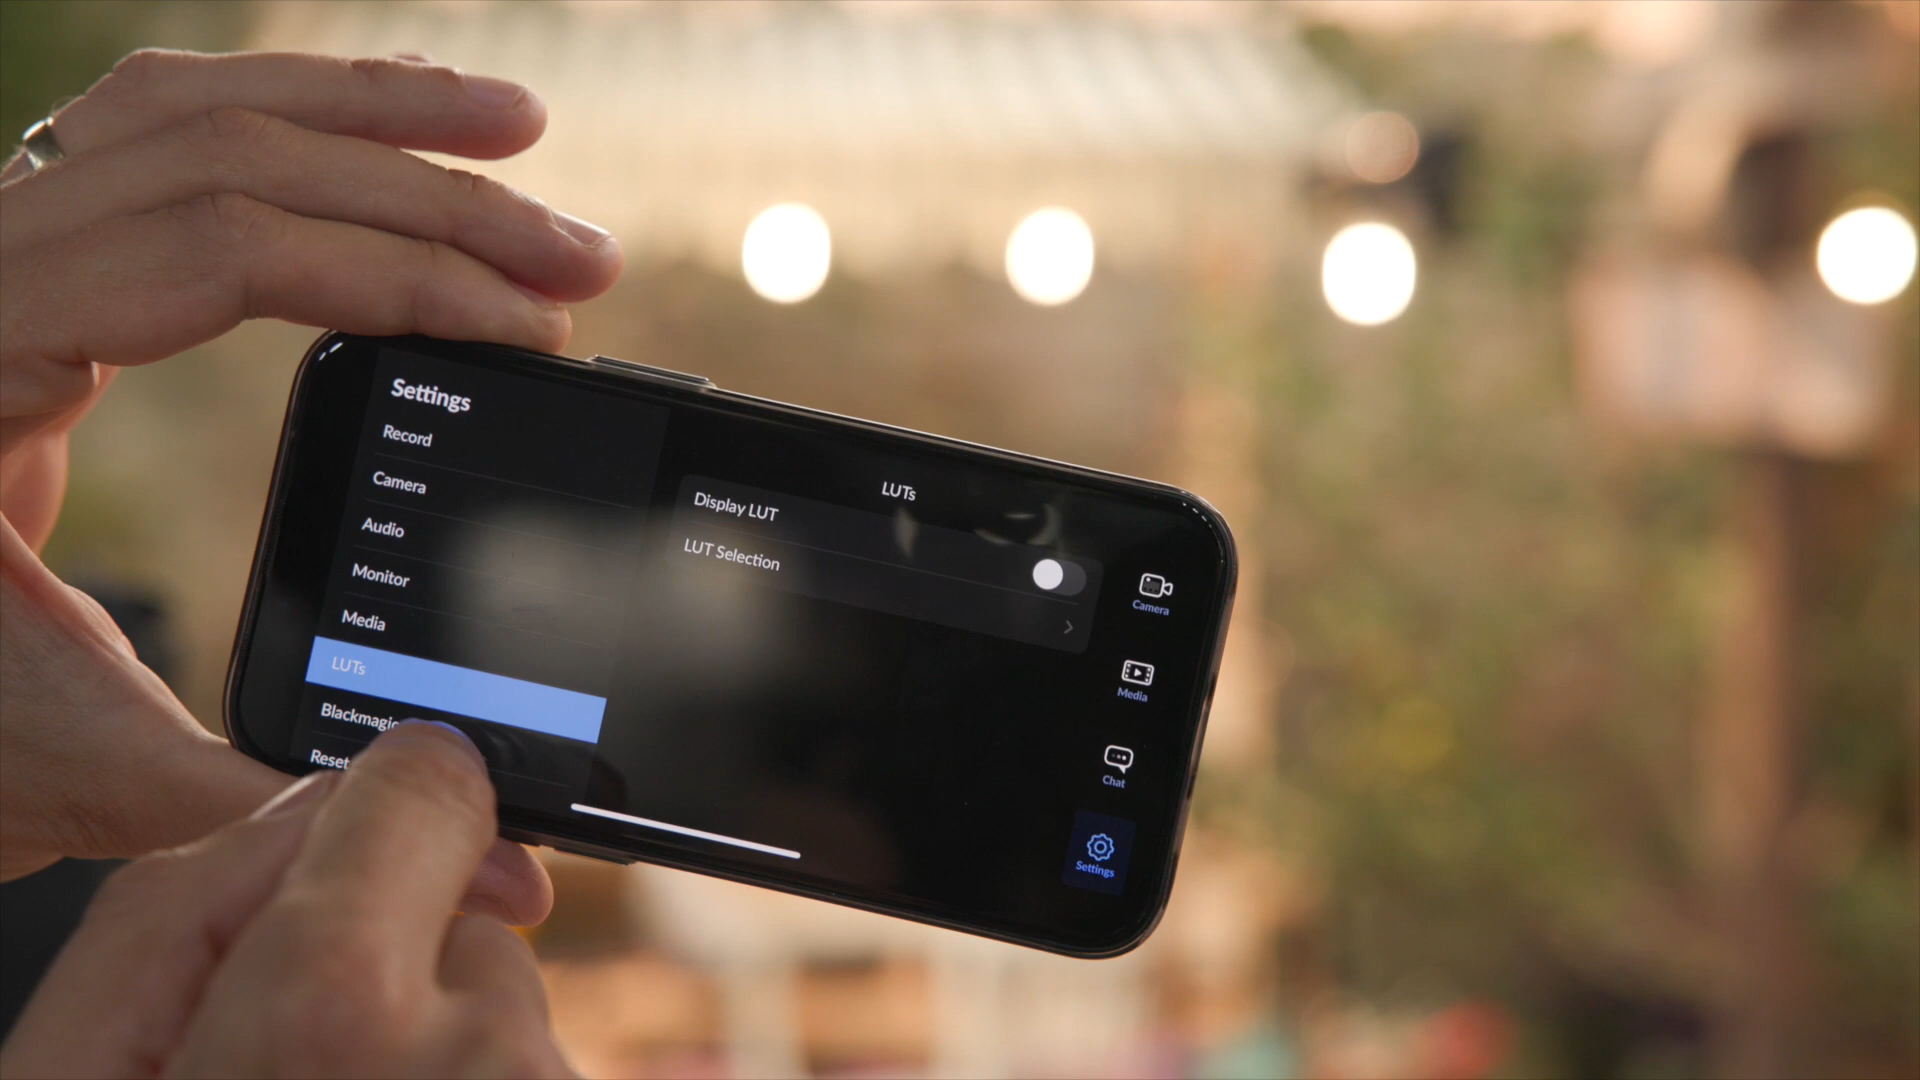 Settings
Record
Camera
Audio
Monitor
Media
LUTs
Blackmagic
Reset
LUTs
Display LUT
LUT Selection
Camera
Media
Chat
Settings